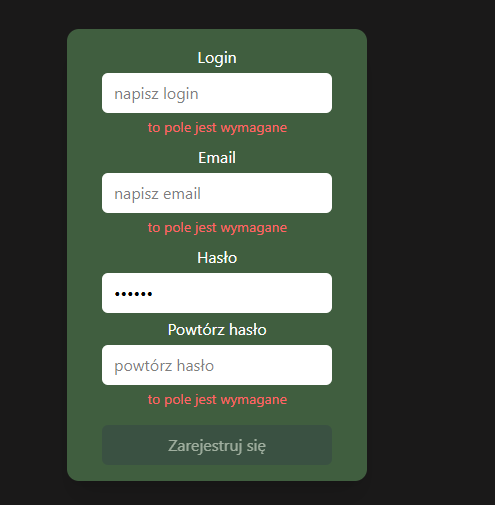 Login
napisz login
to pole jest wymagane
Email
napisz email
to pole jest wymagane
Hasło
••••••
Powtórz hasło
powtórz hasło
to pole jest wymagane
Zarejestruj się